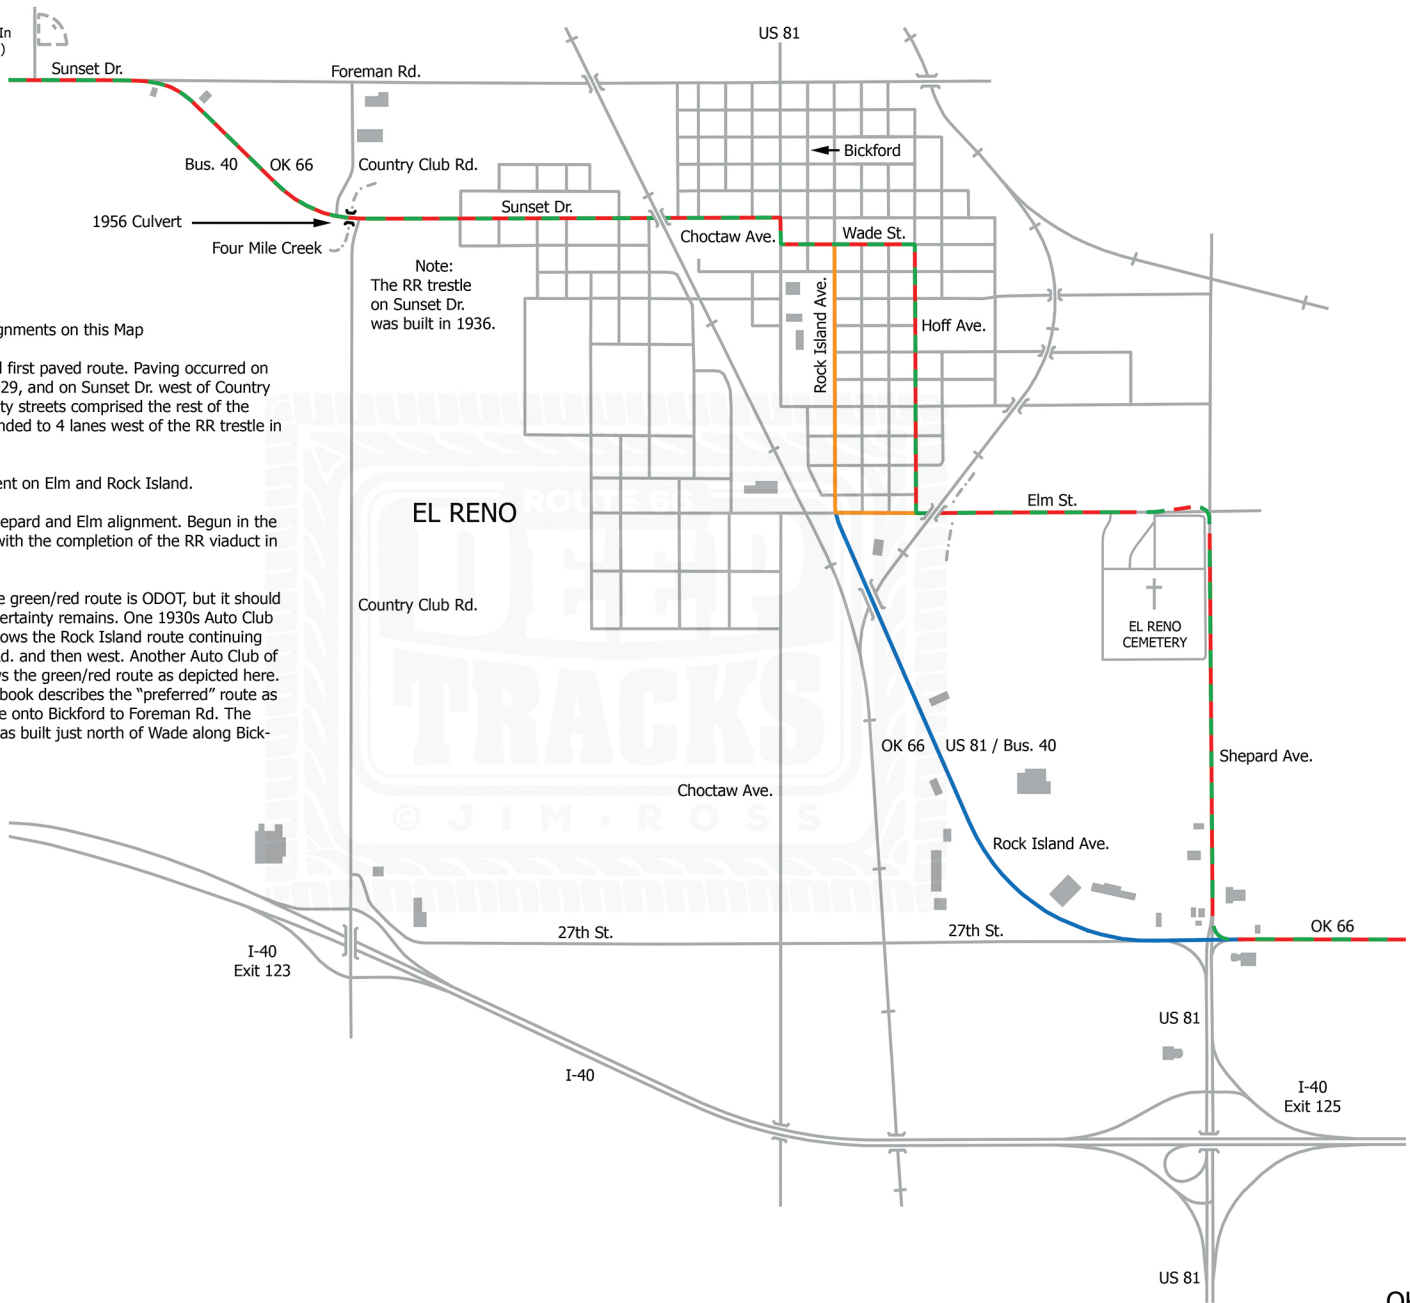 In
)
US 81
Sunset Dr.
Foreman Rd.
Bickford
Bus. 40
OK 66
Country Club Rd.
Sunset Dr.
1956 Culvert
Choctaw Ave.
Wade St.
Four Mile Creek
Note:
The RR trestle
on Sunset Dr.
was built in 1936.
Rock Island Ave.
Hoff Ave.
gnments on this Map
l first paved route. Paving occurred on
29, and on Sunset Dr. west of Country
ty streets comprised the rest of the
nded to 4 lanes west of the RR trestle in
ent on Elm and Rock Island.
epard and Elm alignment. Begun in the
with the completion of the RR viaduct in
e green/red route is ODOT, but it should
ertainty remains. One 1930s Auto Club
ows the Rock Island route continuing
d. and then west. Another Auto Club of
s the green/red route as depicted here.
book describes the “preferred” route as
e onto Bickford to Foreman Rd. The
as built just north of Wade along Bick-
ROUTE 66
DEEP
TRACKS
© JIM • ROSS
EL RENO
Elm St.
Country Club Rd.
EL RENO
CEMETERY
OK 66
US 81 / Bus. 40
Shepard Ave.
Choctaw Ave.
Rock Island Ave.
27th St.
27th St.
OK 66
I-40
Exit 123
US 81
I-40
I-40
Exit 125
US 81